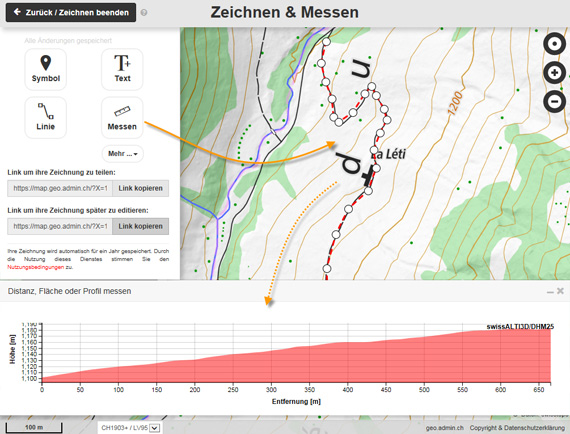 Zurück / Zeichnen beenden
Zeichnen & Messen
Alle Änderungen gespeichert
Symbol
Text
Linie
Messen
Mehr ...
Link um ihre Zeichnung zu teilen:
https://map.geo.admin.ch/?X=1 Link kopieren
Link um ihre Zeichnung später zu editieren:
https://map.geo.admin.ch/?X=1 Link kopieren
Ihre Zeichnung wird automatisch für ein Jahr gespeichert. Durch
die Nutzung dieses Dienstes stimmen Sie den
Nutzungsbedingungen zu.
u
d
a Léti
1200
Distanz, Fläche oder Profil messen
swissALTI3D/DHM25
Höhe [m]
1,190
1,180
1,170
1,160
1,150
1,140
1,130
1,120
1,110
1,100
0 50 100 150 200 250 300 350 400 450 500 550 600 650
Entfernung [m]
100 m
CH1903+ / LV95
geo.admin.ch Copyright & Datenschutzerklärung